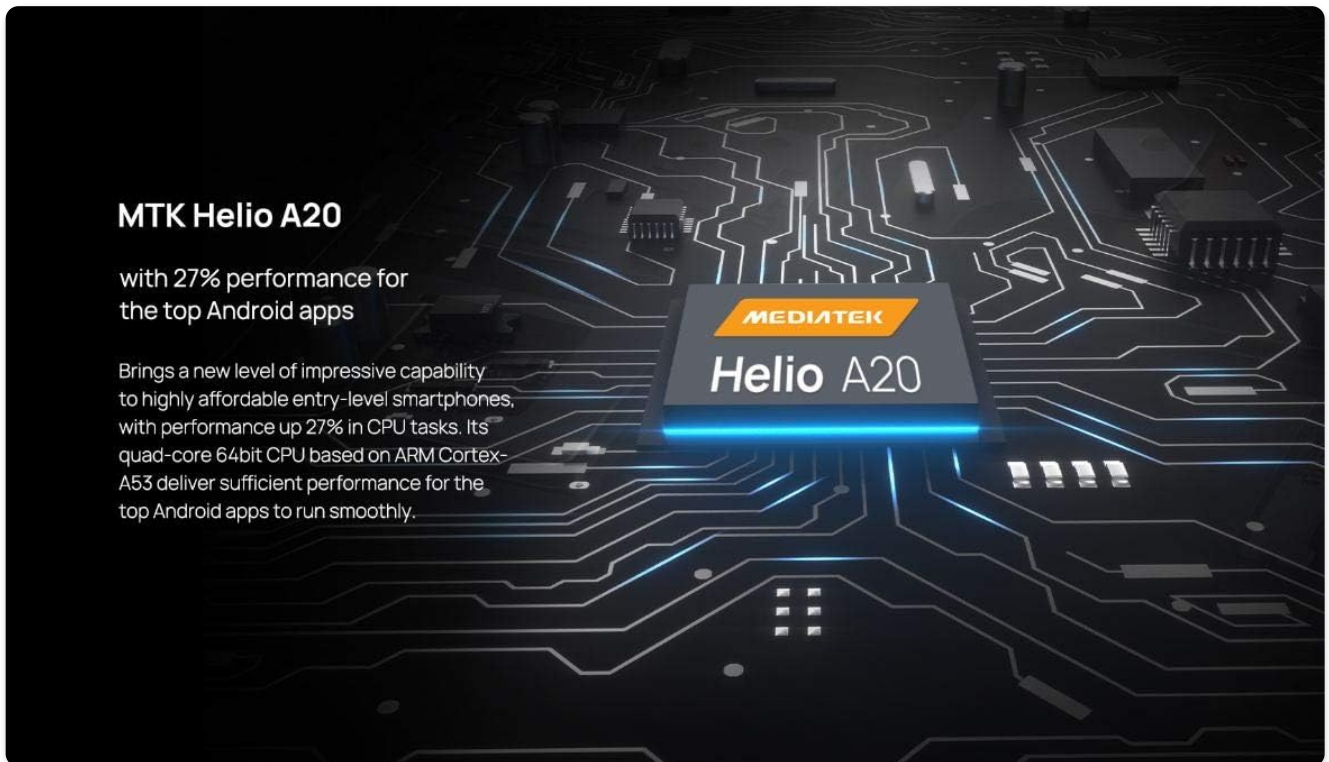 MTK Helio A20
with 27% performance for
the top Android apps
Brings a new level of impressive capability
to highly affordable entry-level smartphones,
with performance up 27% in CPU tasks. Its
quad-core 64bit CPU based on ARM Cortex-
A53 deliver sufficient performance for the
top Android apps to run smoothly.
MEDIATEK
Helio A20